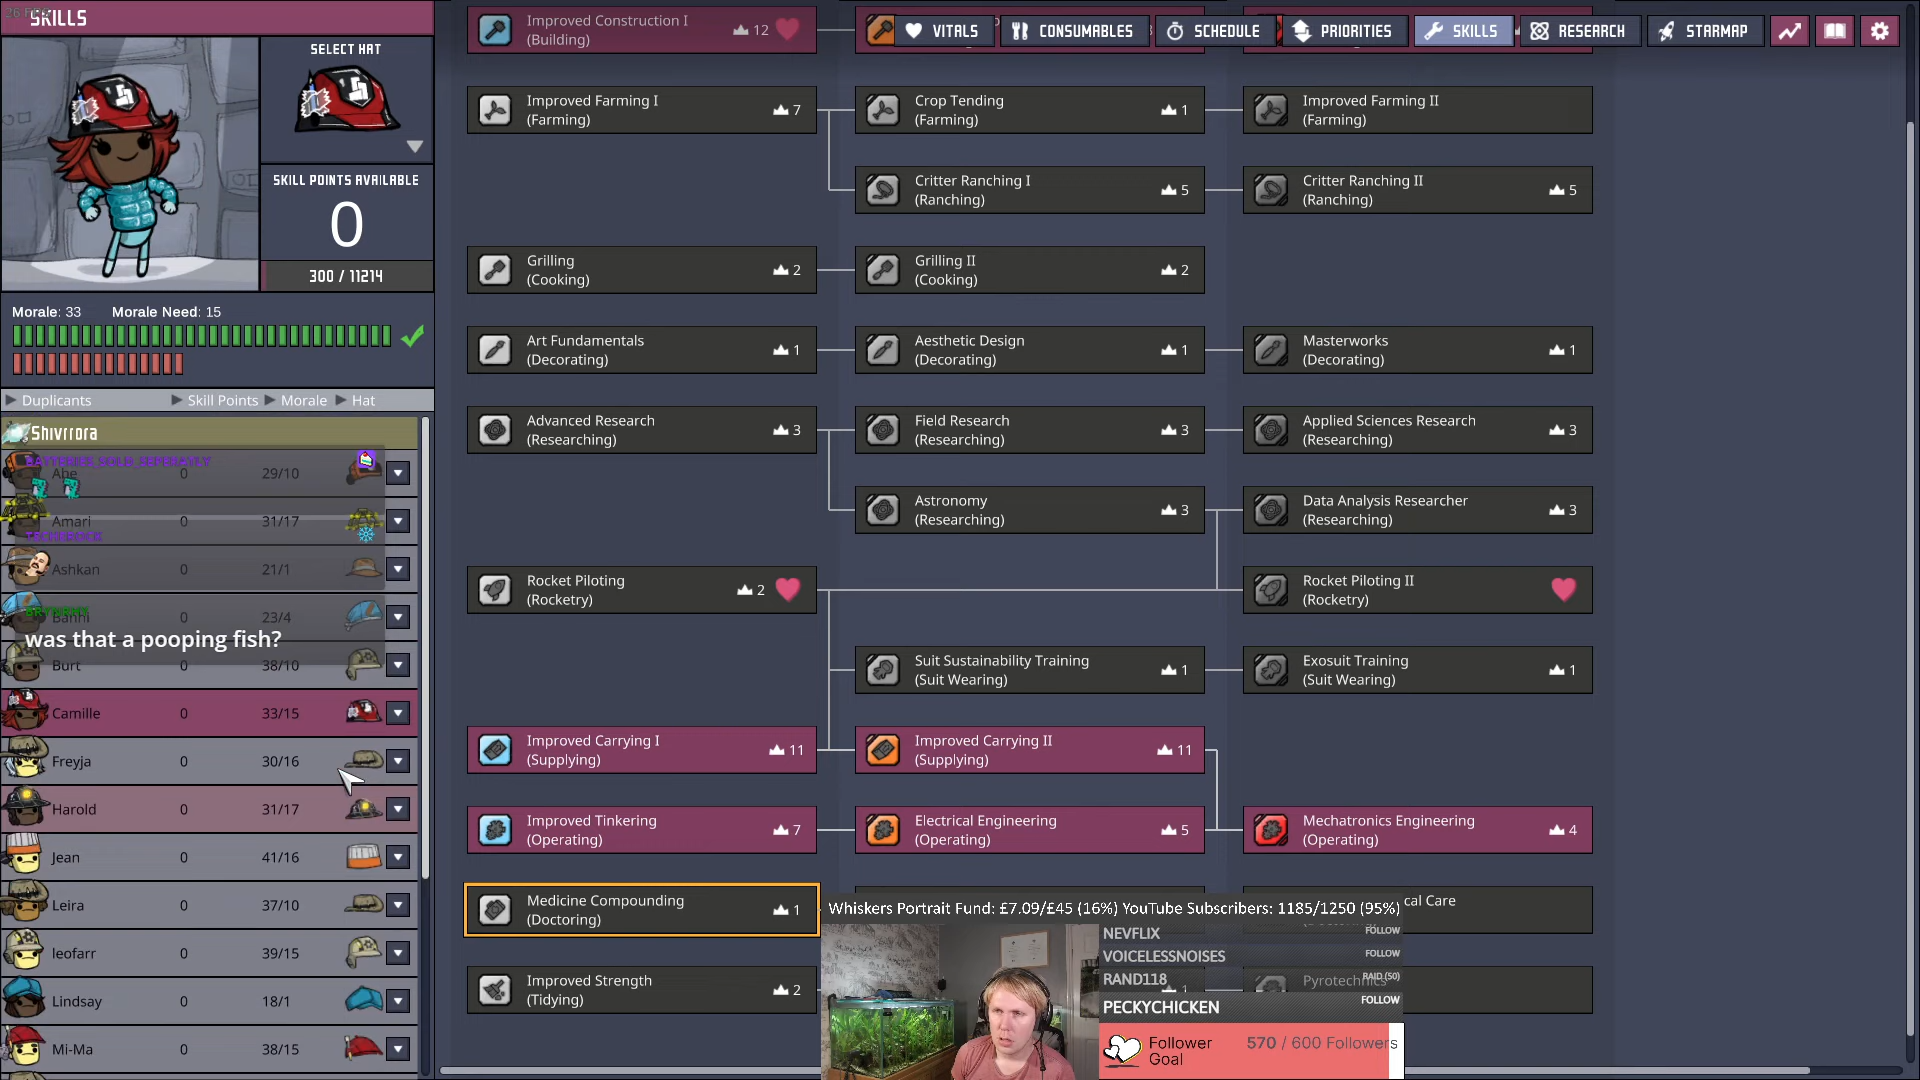 SKILLS
SELECT HAT
SKILL POINTS AVAILABLE
0
300 / 11214
Morale: 33
Morale Need: 15
Duplicants
Skill Points
Morale
Hat
Shivrrora
Abe 0 29/10
Amari 0 31/17
Ashkan 0 21/1
Banhi 0 23/4
was that a pooping fish?
Burt 0 38/10
Camille 0 33/15
Freyja 0 30/16
Harold 0 31/17
Jean 0 41/16
Leira 0 37/10
leofarr 0 39/15
Lindsay 0 18/1
Mi-Ma 0 38/15
VITALS
CONSUMABLES
SCHEDULE
PRIORITIES
SKILLS
RESEARCH
STARMAP
Improved Construction I 12
(Building)
Improved Farming I 7
(Farming)
Crop Tending 1
(Farming)
Improved Farming II
(Farming)
Critter Ranching I 5
(Ranching)
Critter Ranching II 5
(Ranching)
Grilling 2
(Cooking)
Grilling II 2
(Cooking)
Art Fundamentals 1
(Decorating)
Aesthetic Design 1
(Decorating)
Masterworks 1
(Decorating)
Advanced Research 3
(Researching)
Field Research 3
(Researching)
Applied Sciences Research 3
(Researching)
Astronomy 3
(Researching)
Data Analysis Researcher 3
(Researching)
Rocket Piloting 2
(Rocketry)
Rocket Piloting II
(Rocketry)
Suit Sustainability Training 1
(Suit Wearing)
Exosuit Training 1
(Suit Wearing)
Improved Carrying I 11
(Supplying)
Improved Carrying II 11
(Supplying)
Improved Tinkering 7
(Operating)
Electrical Engineering 5
(Operating)
Mechatronics Engineering 4
(Operating)
Medicine Compounding 1
(Doctoring)
cal Care
Improved Strength 2
(Tidying)
Pyrotechnics
Whiskers Portrait Fund: £7.09/£45 (16%) YouTube Subscribers: 1185/1250 (95%)
NEVFLIX FOLLOW
VOICELESSNOISES FOLLOW
RAND118 RAID (50)
PECKYCHICKEN FOLLOW
Follower Goal
570 / 600 Followers